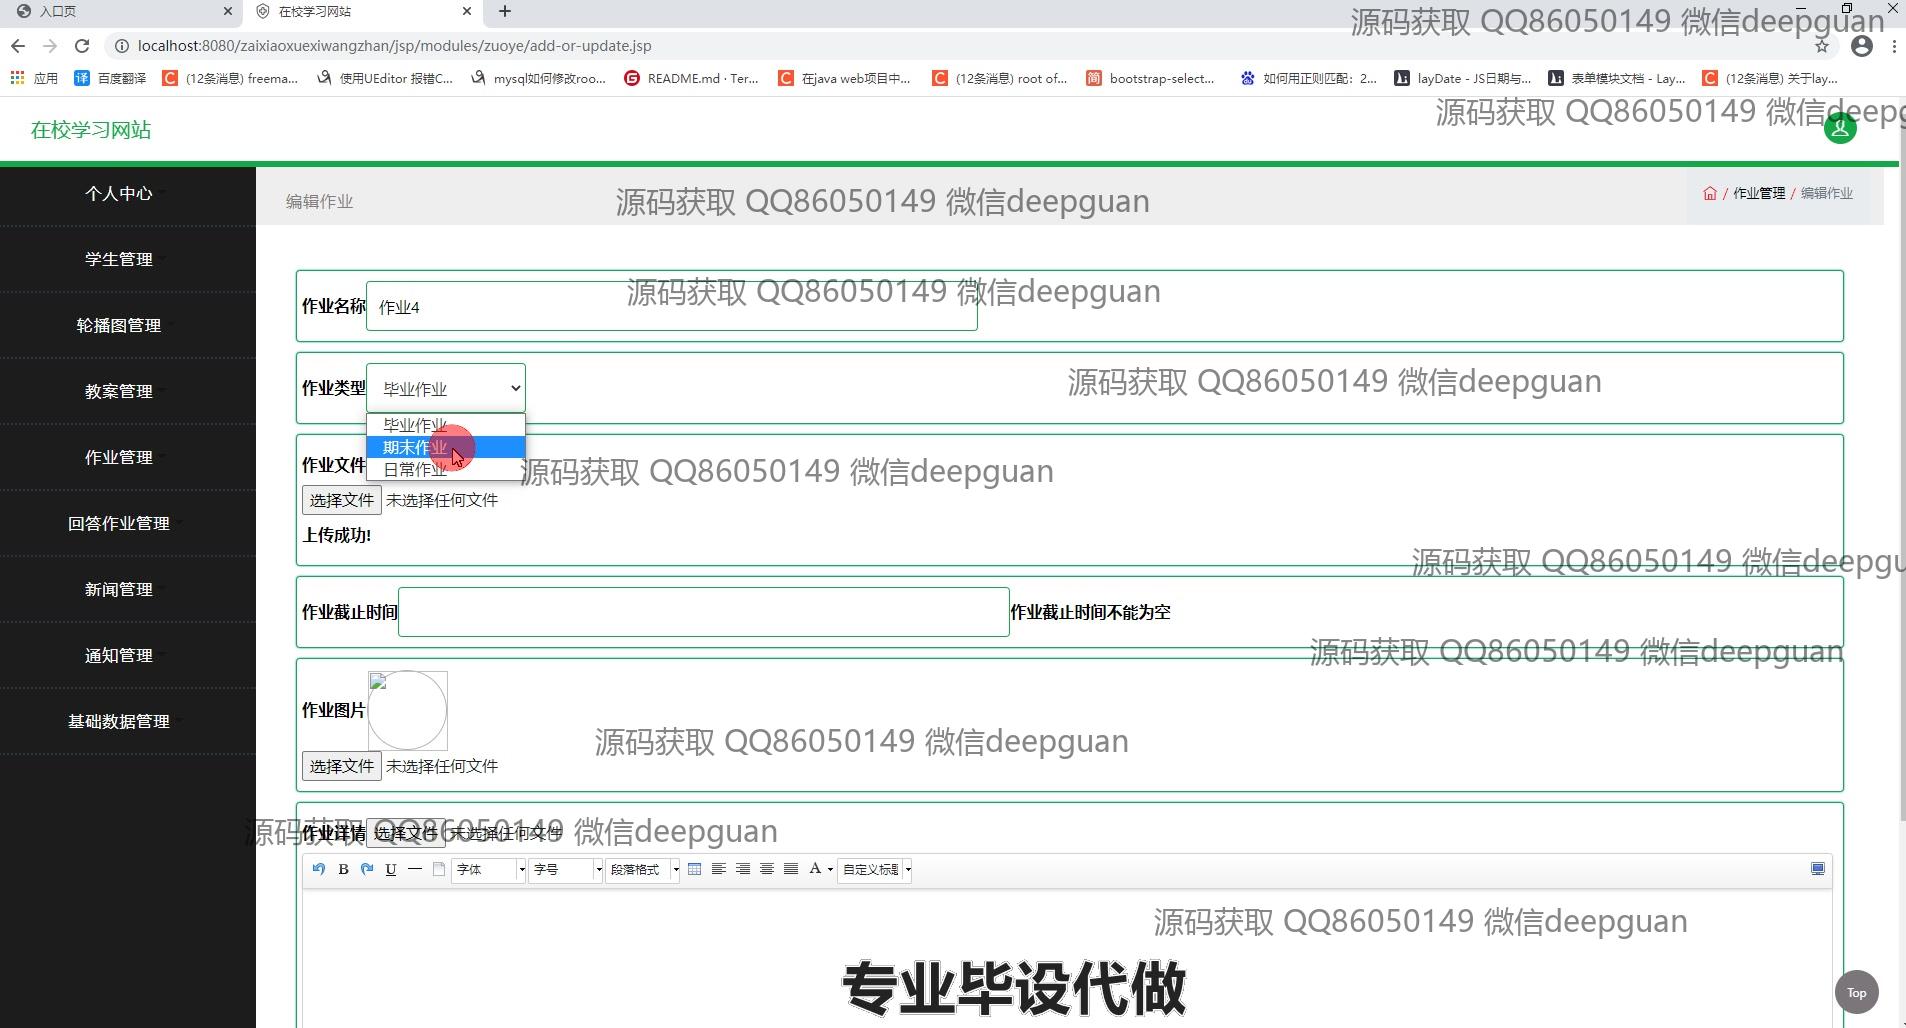 入口页
在校学习网站
源码获取 QQ86050149 微信deepguan
localhost:8080/zaixiaoxuexiwangzhan/jsp/modules/zuoye/add-or-update.jsp
应用 百度翻译 (12条消息) freema... 使用UEditor 报错C... mysql如何修改roo... README.md · Ter... 在java web项目中... (12条消息) root of... bootstrap-select... 如何用正则匹配：2... layDate - JS日期与... 表单模块文档 - Lay... (12条消息) 关于lay...
源码获取 QQ86050149 微信deepg
在校学习网站
个人中心
编辑作业
源码获取 QQ86050149 微信deepguan
/ 作业管理 / 编辑作业
学生管理
源码获取 QQ86050149 微信deepguan
作业名称 作业4
轮播图管理
源码获取 QQ86050149 微信deepguan
作业类型 毕业作业
教案管理
毕业作业
期末作业
日常作业
作业管理
作业文件
源码获取 QQ86050149 微信deepguan
选择文件 未选择任何文件
回答作业管理
上传成功!
源码获取 QQ86050149 微信deepgu
新闻管理
作业截止时间 作业截止时间不能为空
通知管理
源码获取 QQ86050149 微信deepguan
作业图片
基础数据管理
源码获取 QQ86050149 微信deepguan
选择文件 未选择任何文件
作业详情 选择文件 未选择任何文件
源码获取 QQ86050149 微信deepguan
B U 字体 字号 段落格式 A 自定义标题
源码获取 QQ86050149 微信deepguan
专业毕设代做
Top